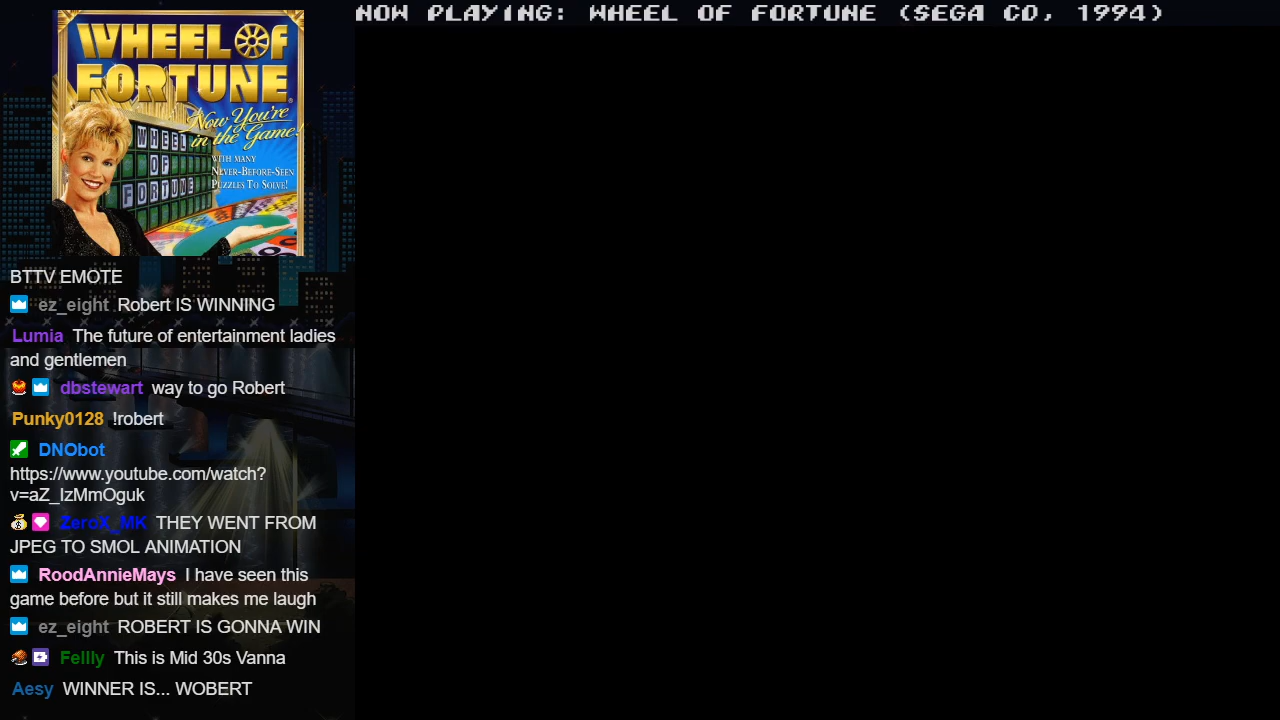 NOW PLAYING: WHEEL OF FORTUNE (SEGA CD, 1994)
WHEEL OF
FORTUNE
Now You're
in the Game!
WITH MANY
NEVER-BEFORE-SEEN
PUZZLES TO SOLVE!
WHEEL
OF
FORTUNE
BTTV EMOTE
ez_eight Robert IS WINNING
Lumia The future of entertainment ladies
and gentlemen
dbstewart way to go Robert
Punky0128 !robert
DNObot
https://www.youtube.com/watch?
v=aZ_IzMmOguk
ZeroX_MK THEY WENT FROM
JPEG TO SMOL ANIMATION
RoodAnnieMays I have seen this
game before but it still makes me laugh
ez_eight ROBERT IS GONNA WIN
Fellly This is Mid 30s Vanna
Aesy WINNER IS... WOBERT